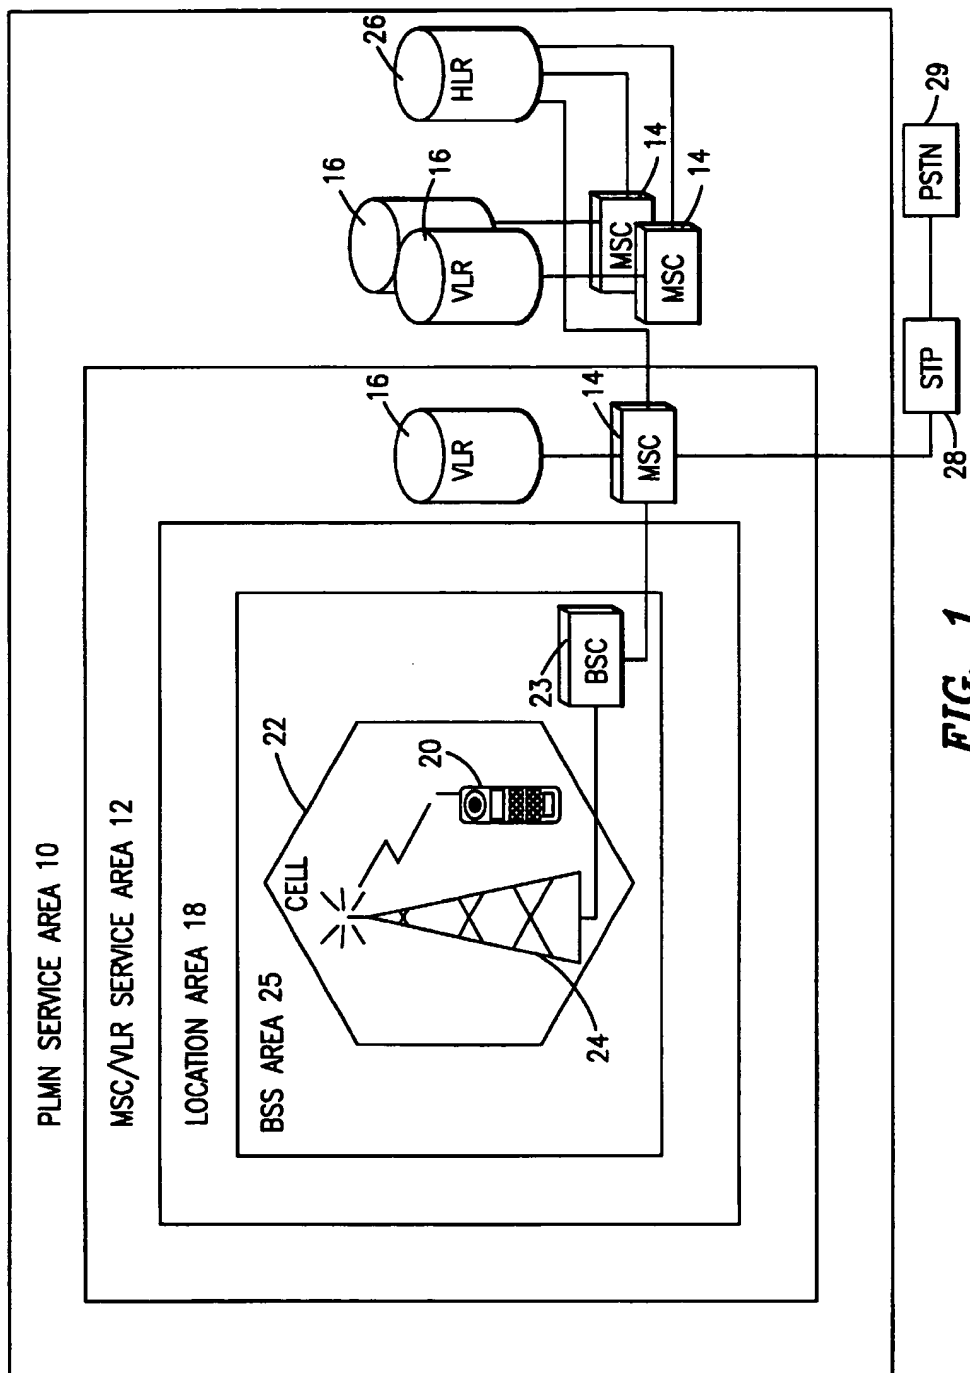 PLMN SERVICE AREA 10
MSC/VLR SERVICE AREA 12
LOCATION AREA 18
BSS AREA 25
CELL
22
20
24
23
BSC
16
VLR
14
MSC
16
16
VLR
26
HLR
14
MSC
14
MSC
28
STP
29
PSTN
FIG. 1